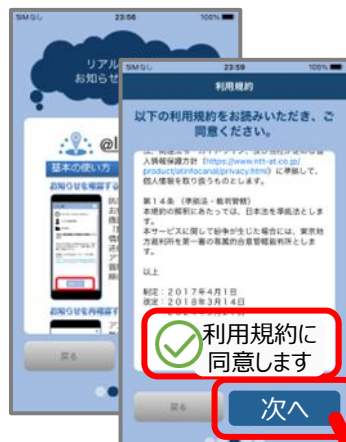 SIMなし 23:56 100%
リアル
お知らせ
@I
基本の使い方
お知らせを確認する
お知らせを再確認す
戻る
SIMなし 23:59 100%
利用規約
以下の利用規約をお読みいただき、ご
同意ください。
人情報保護方針(https://www.ntt-at.co.jp/
product/atinfocanal/privacy.html)に準拠して、
個人情報を取り扱うものとします。
第14条 (準拠法・裁判管轄)
本規約の解釈にあたっては、日本法を準拠法としま
す。
本サービスに関して紛争が生じた場合には、東京地
方裁判所を第一審の専属的合意管轄裁判所としま
す。
以上
制定:2017年4月1日
改定:2018年3月14日
利用規約に
同意します
戻る
次へ